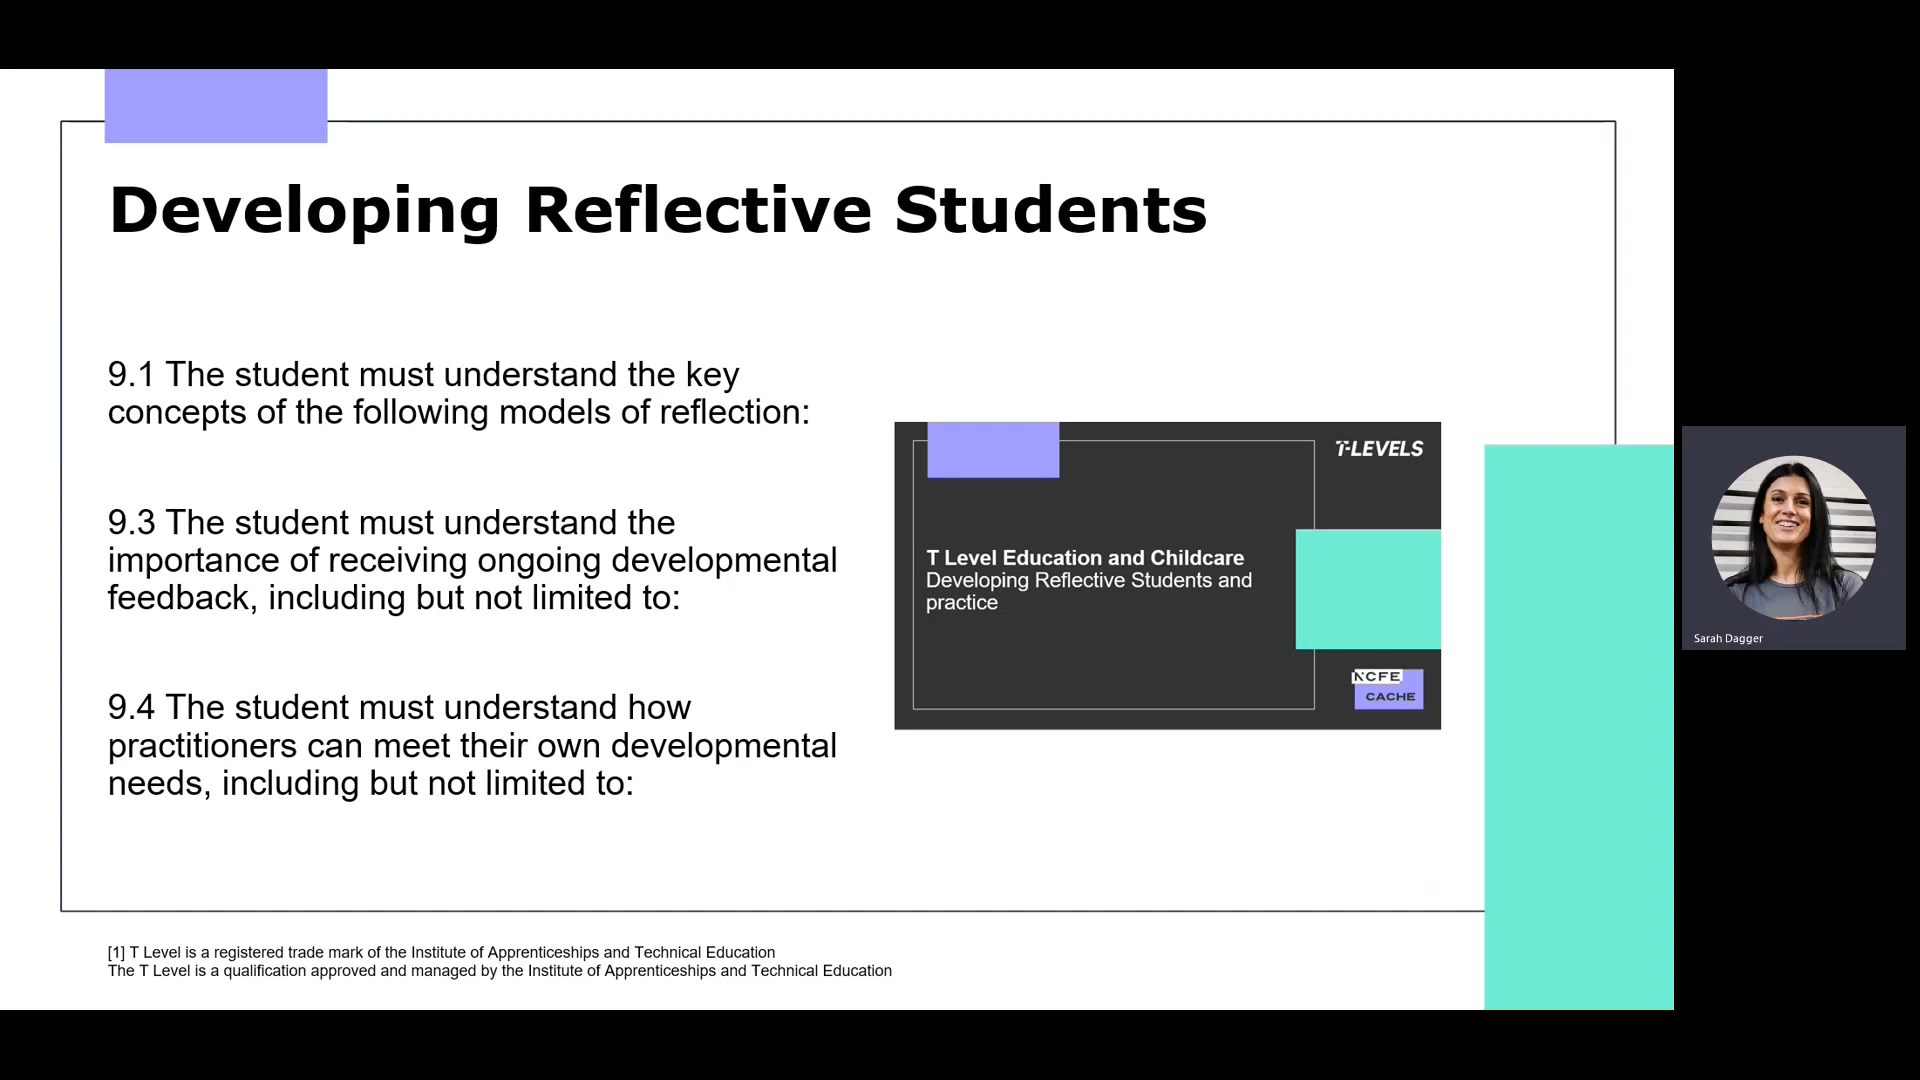 Developing Reflective Students
9.1 The student must understand the key
concepts of the following models of reflection:
9.3 The student must understand the
importance of receiving ongoing developmental
feedback, including but not limited to:
9.4 The student must understand how
practitioners can meet their own developmental
needs, including but not limited to:
T-LEVELS
T Level Education and Childcare
Developing Reflective Students and
practice
NCFE
CACHE
Sarah Dagger
[1] T Level is a registered trade mark of the Institute of Apprenticeships and Technical Education
The T Level is a qualification approved and managed by the Institute of Apprenticeships and Technical Education